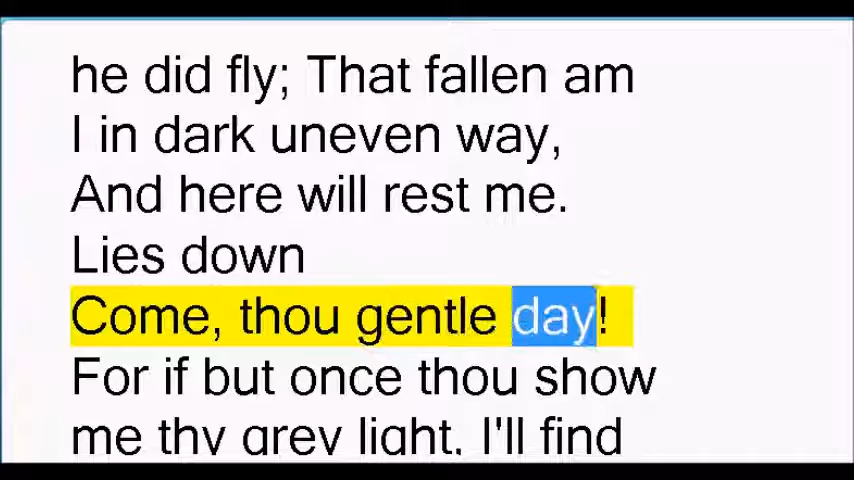 he did fly; That fallen am
I in dark uneven way,
And here will rest me.
Lies down
Come, thou gentle day!
For if but once thou show
me thy grey light, I'll find